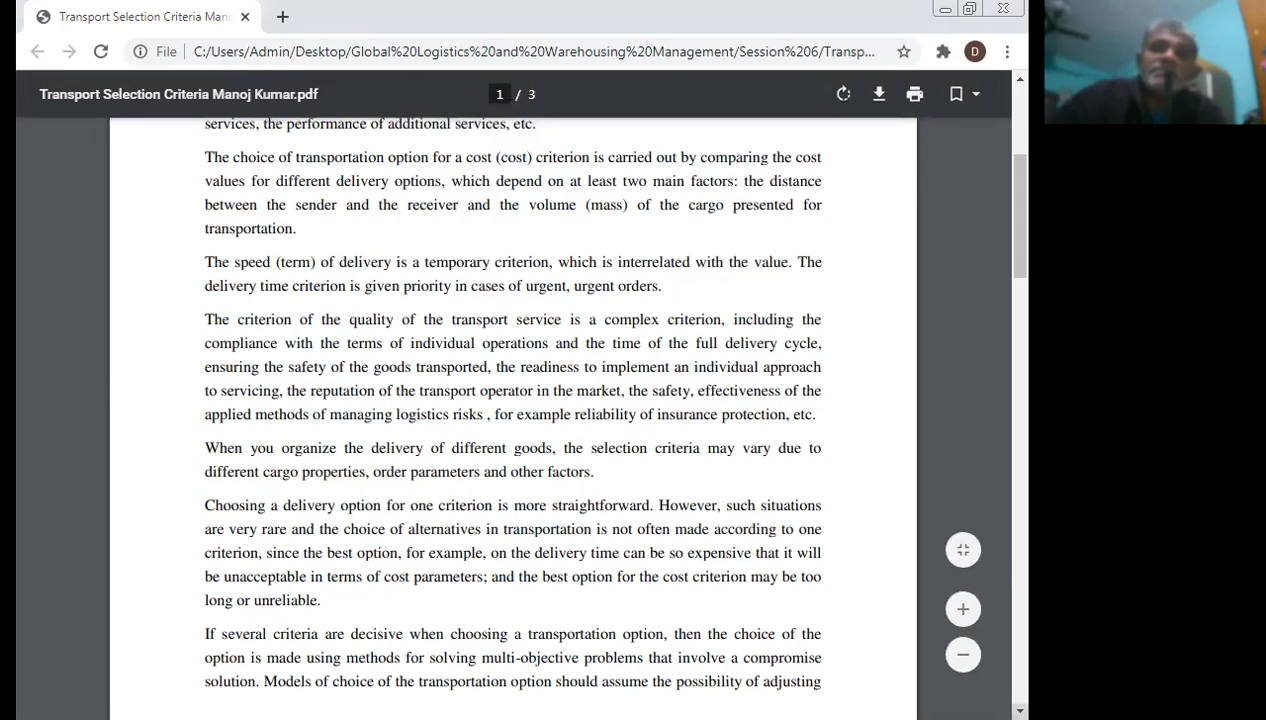 Transport Selection Criteria Mano
File
C:/Users/Admin/Desktop/Global%20Logistics%20and%20Warehousing%20Management/Session%206/Transp...
D
Transport Selection Criteria Manoj Kumar.pdf
1 / 3
services, the performance of additional services, etc.
The choice of transportation option for a cost (cost) criterion is carried out by comparing the cost
values for different delivery options, which depend on at least two main factors: the distance
between the sender and the receiver and the volume (mass) of the cargo presented for
transportation.
The speed (term) of delivery is a temporary criterion, which is interrelated with the value. The
delivery time criterion is given priority in cases of urgent, urgent orders.
The criterion of the quality of the transport service is a complex criterion, including the
compliance with the terms of individual operations and the time of the full delivery cycle,
ensuring the safety of the goods transported, the readiness to implement an individual approach
to servicing, the reputation of the transport operator in the market, the safety, effectiveness of the
applied methods of managing logistics risks , for example reliability of insurance protection, etc.
When you organize the delivery of different goods, the selection criteria may vary due to
different cargo properties, order parameters and other factors.
Choosing a delivery option for one criterion is more straightforward. However, such situations
are very rare and the choice of alternatives in transportation is not often made according to one
criterion, since the best option, for example, on the delivery time can be so expensive that it will
be unacceptable in terms of cost parameters; and the best option for the cost criterion may be too
long or unreliable.
If several criteria are decisive when choosing a transportation option, then the choice of the
option is made using methods for solving multi-objective problems that involve a compromise
solution. Models of choice of the transportation option should assume the possibility of adjusting